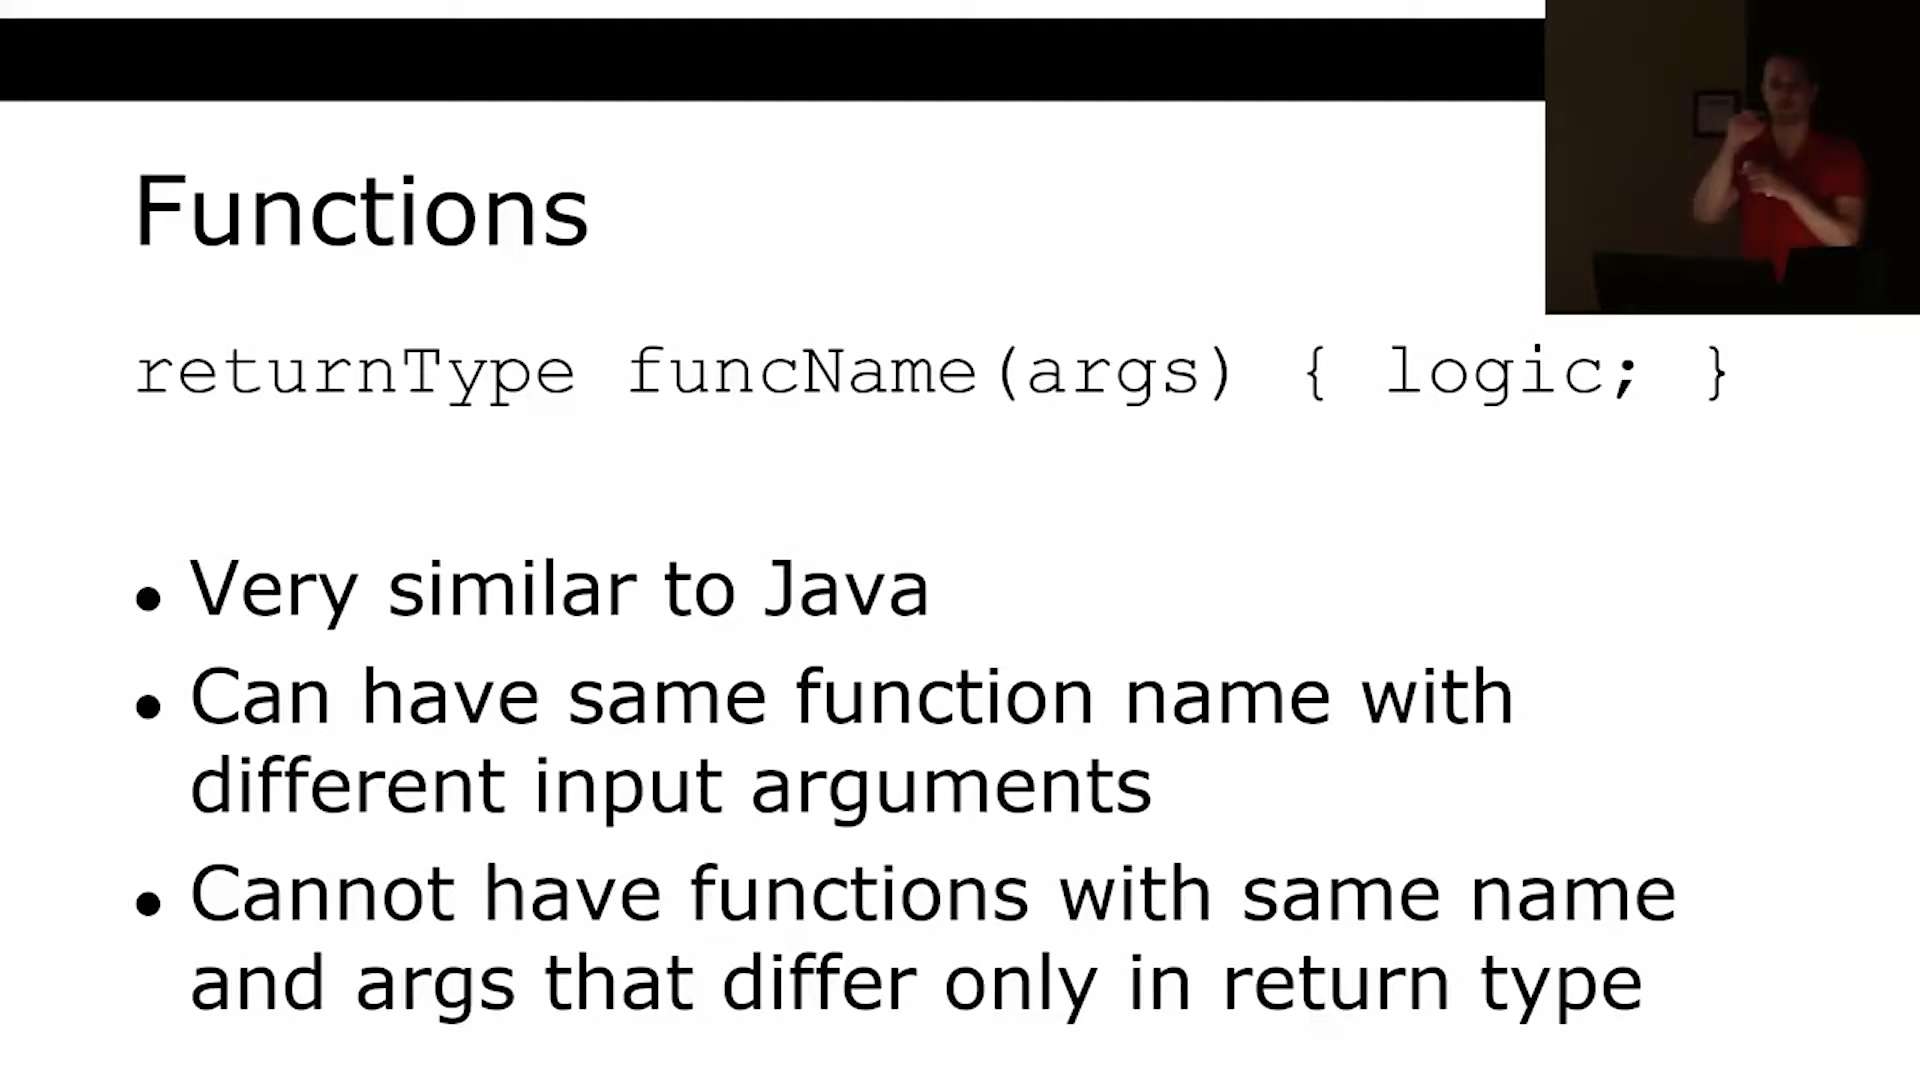 Functions
returnType funcName(args) { logic; }
• Very similar to Java
• Can have same function name with
different input arguments
• Cannot have functions with same name
and args that differ only in return type